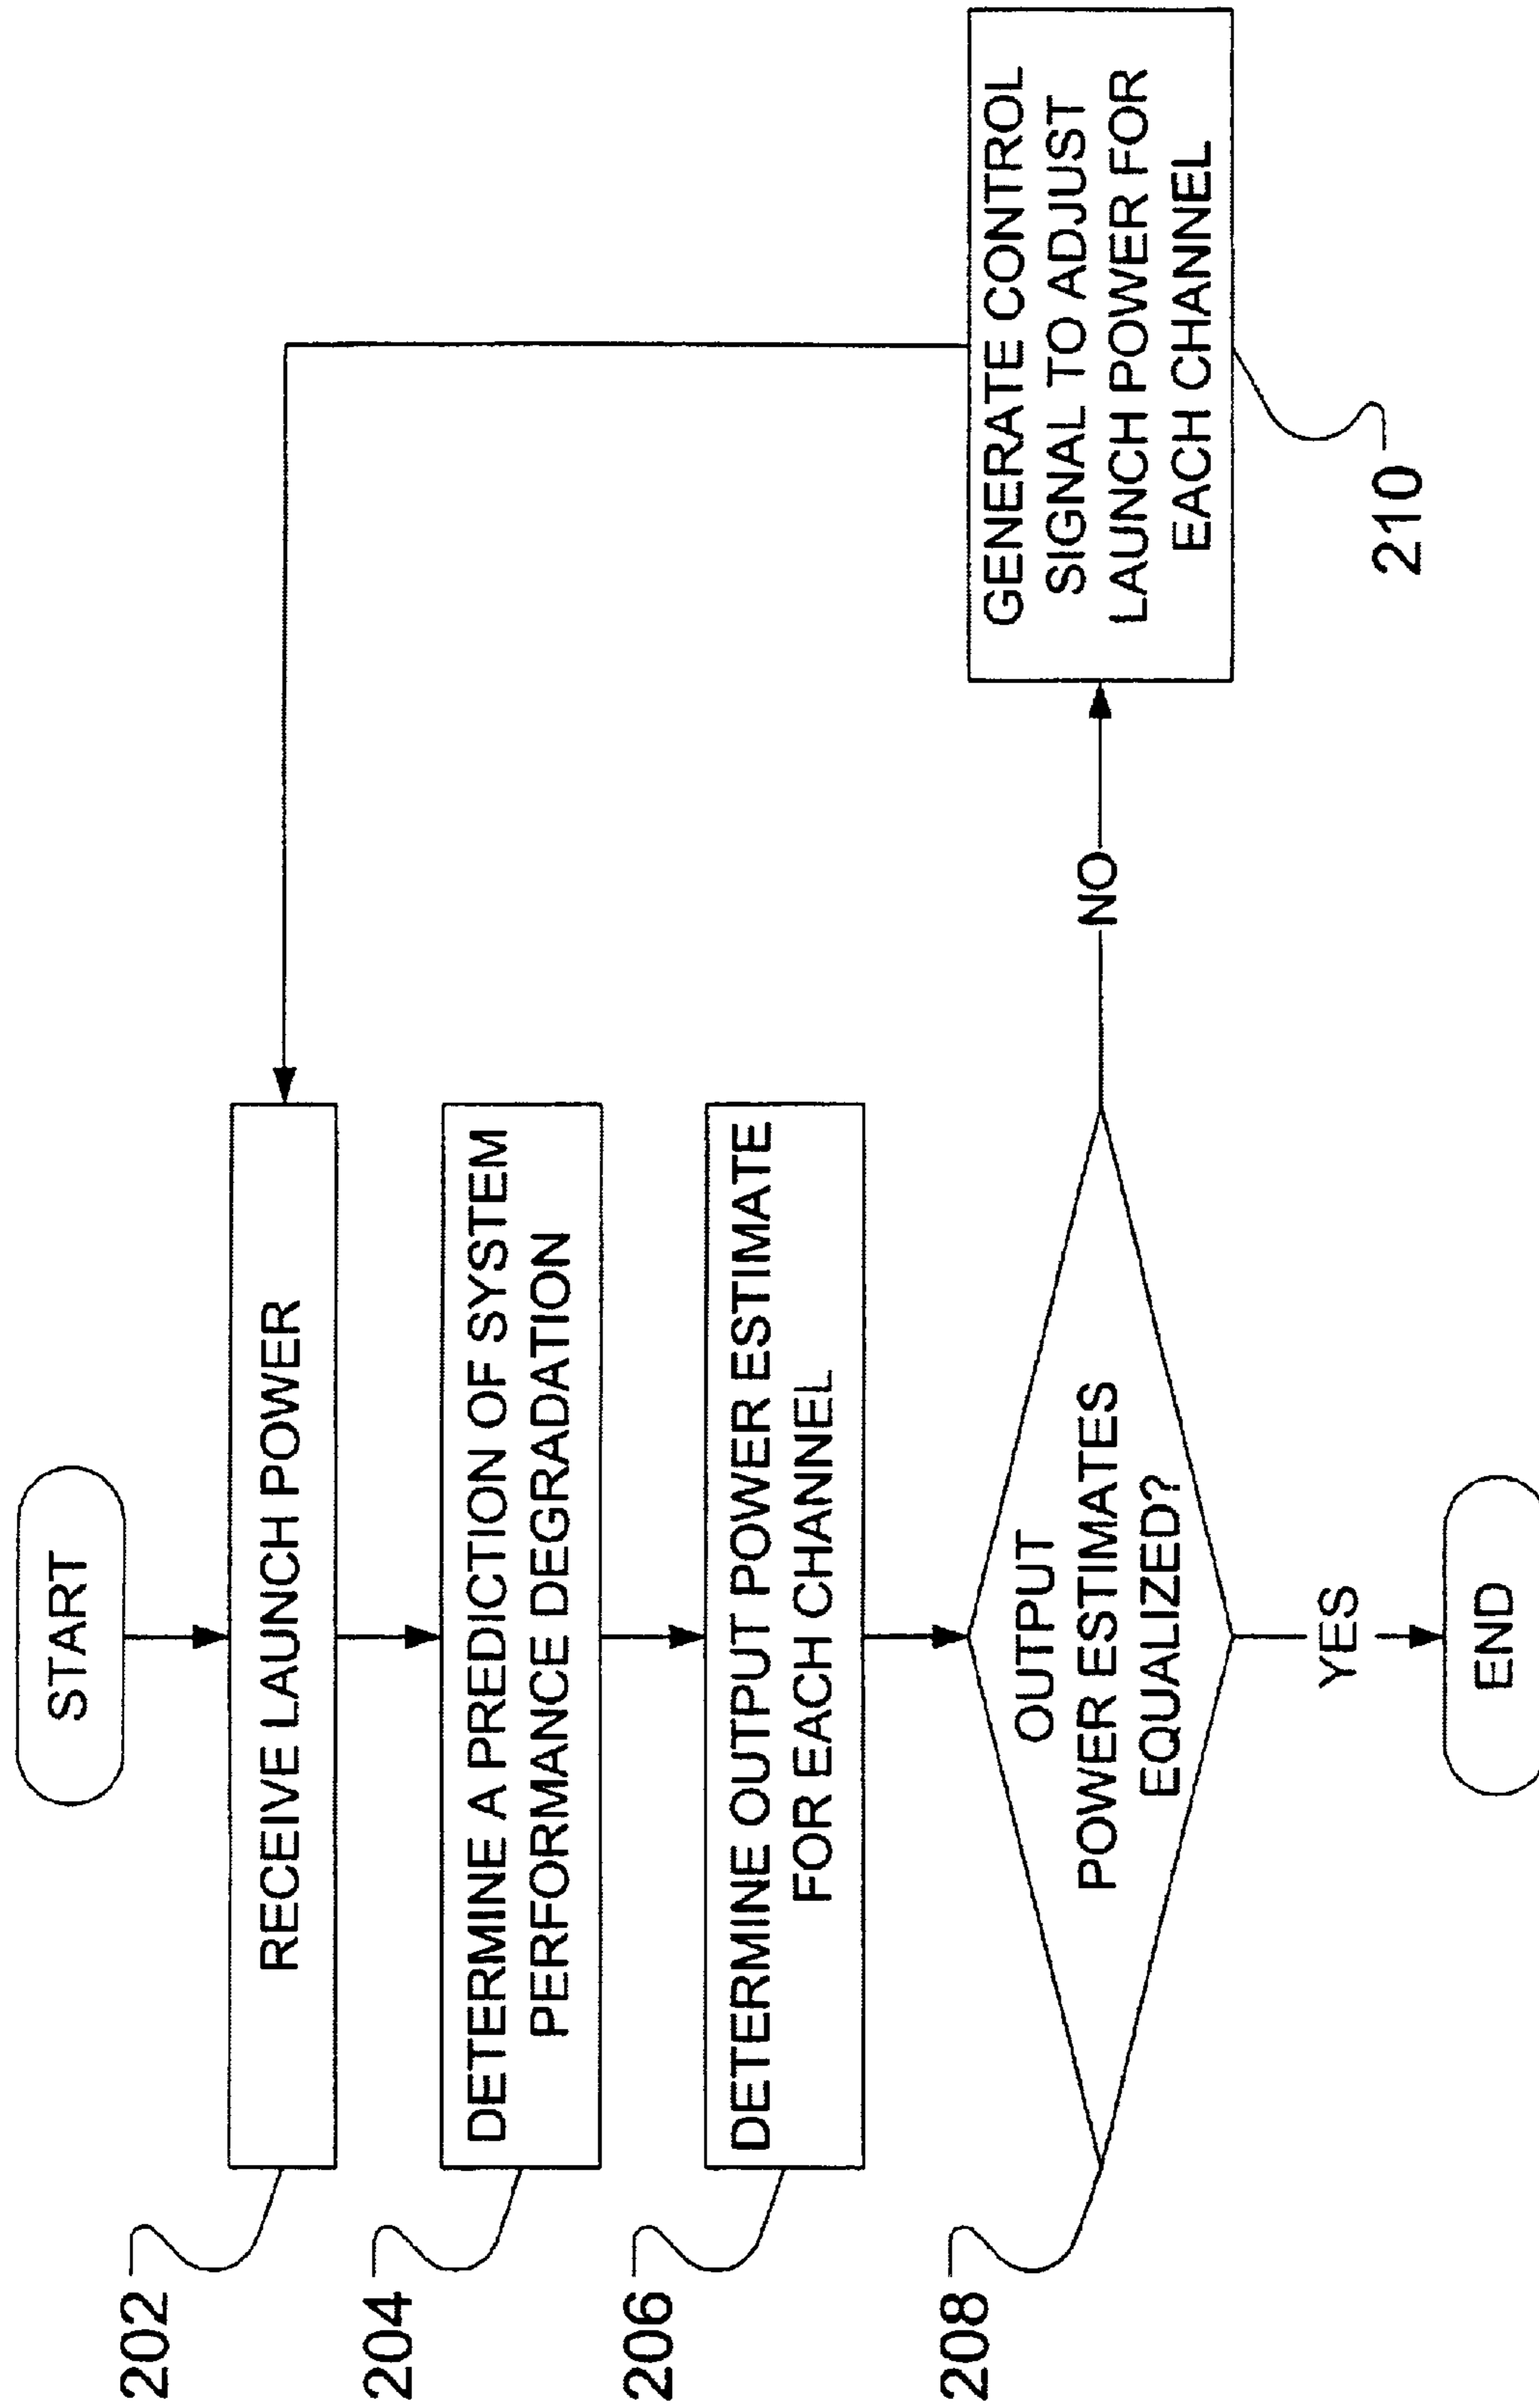 START
202
RECEIVE LAUNCH POWER
204
DETERMINE A PREDICTION OF SYSTEM
PERFORMANCE DEGRADATION
206
DETERMINE OUTPUT POWER ESTIMATE
FOR EACH CHANNEL
208
OUTPUT
POWER ESTIMATES
EQUALIZED?
NO
GENERATE CONTROL
SIGNAL TO ADJUST
LAUNCH POWER FOR
EACH CHANNEL
210
YES
END